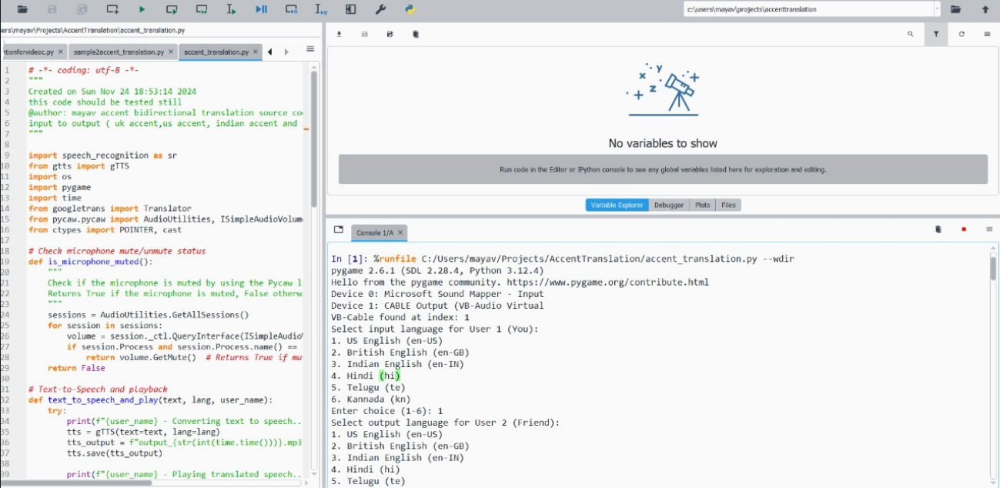 c:\users\mayav\projects\accenttranslation
ers\mayav\Projects\AccentTranslation\accent_translation.py
tionforvideoc.py
sample2accent_translation.py
accent_translation.py
1 # -*- coding: utf-8 -*-
2 """
3 Created on Sun Nov 24 18:53:14 2024
4 this code should be tested still
5 @author: mayav accent bidirectional translation source co
6 input to output ( uk accent,us accent, indian accent and
7 """
8
9 import speech_recognition as sr
10 from gtts import gTTS
11 import os
12 import pygame
13 import time
14 from googletrans import Translator
15 from pycaw.pycaw import AudioUtilities, ISimpleAudioVolum
16 from ctypes import POINTER, cast
17
18 # Check microphone mute/unmute status
19 def is_microphone_muted():
20 """
21 Check if the microphone is muted by using the Pycaw l
22 Returns True if the microphone is muted, False otherw
23 """
24 sessions = AudioUtilities.GetAllSessions()
25 for session in sessions:
26 volume = session._ctl.QueryInterface(ISimpleAudioV
27 if session.Process and session.Process.name() ==
28 return volume.GetMute() # Returns True if mu
29 return False
30
31 # Text-to-Speech and playback
32 def text_to_speech_and_play(text, lang, user_name):
33 try:
34 print(f"{user_name} - Converting text to speech..
35 tts = gTTS(text=text, lang=lang)
36 tts_output = f"output_{str(int(time.time()))}.mp3
37 tts.save(tts_output)
38
39 print(f"{user_name} - Playing translated speech..
No variables to show
Run code in the Editor or IPython console to see any global variables listed here for exploration and editing.
Variable Explorer Debugger Plots Files
Console 1/A
In [1]: %runfile C:/Users/mayav/Projects/AccentTranslation/accent_translation.py --wdir
pygame 2.6.1 (SDL 2.28.4, Python 3.12.4)
Hello from the pygame community. https://www.pygame.org/contribute.html
Device 0: Microsoft Sound Mapper - Input
Device 1: CABLE Output (VB-Audio Virtual
VB-Cable found at index: 1
Select input language for User 1 (You):
1. US English (en-US)
2. British English (en-GB)
3. Indian English (en-IN)
4. Hindi (hi)
5. Telugu (te)
6. Kannada (kn)
Enter choice (1-6): 1
Select output language for User 2 (Friend):
1. US English (en-US)
2. British English (en-GB)
3. Indian English (en-IN)
4. Hindi (hi)
5. Telugu (te)